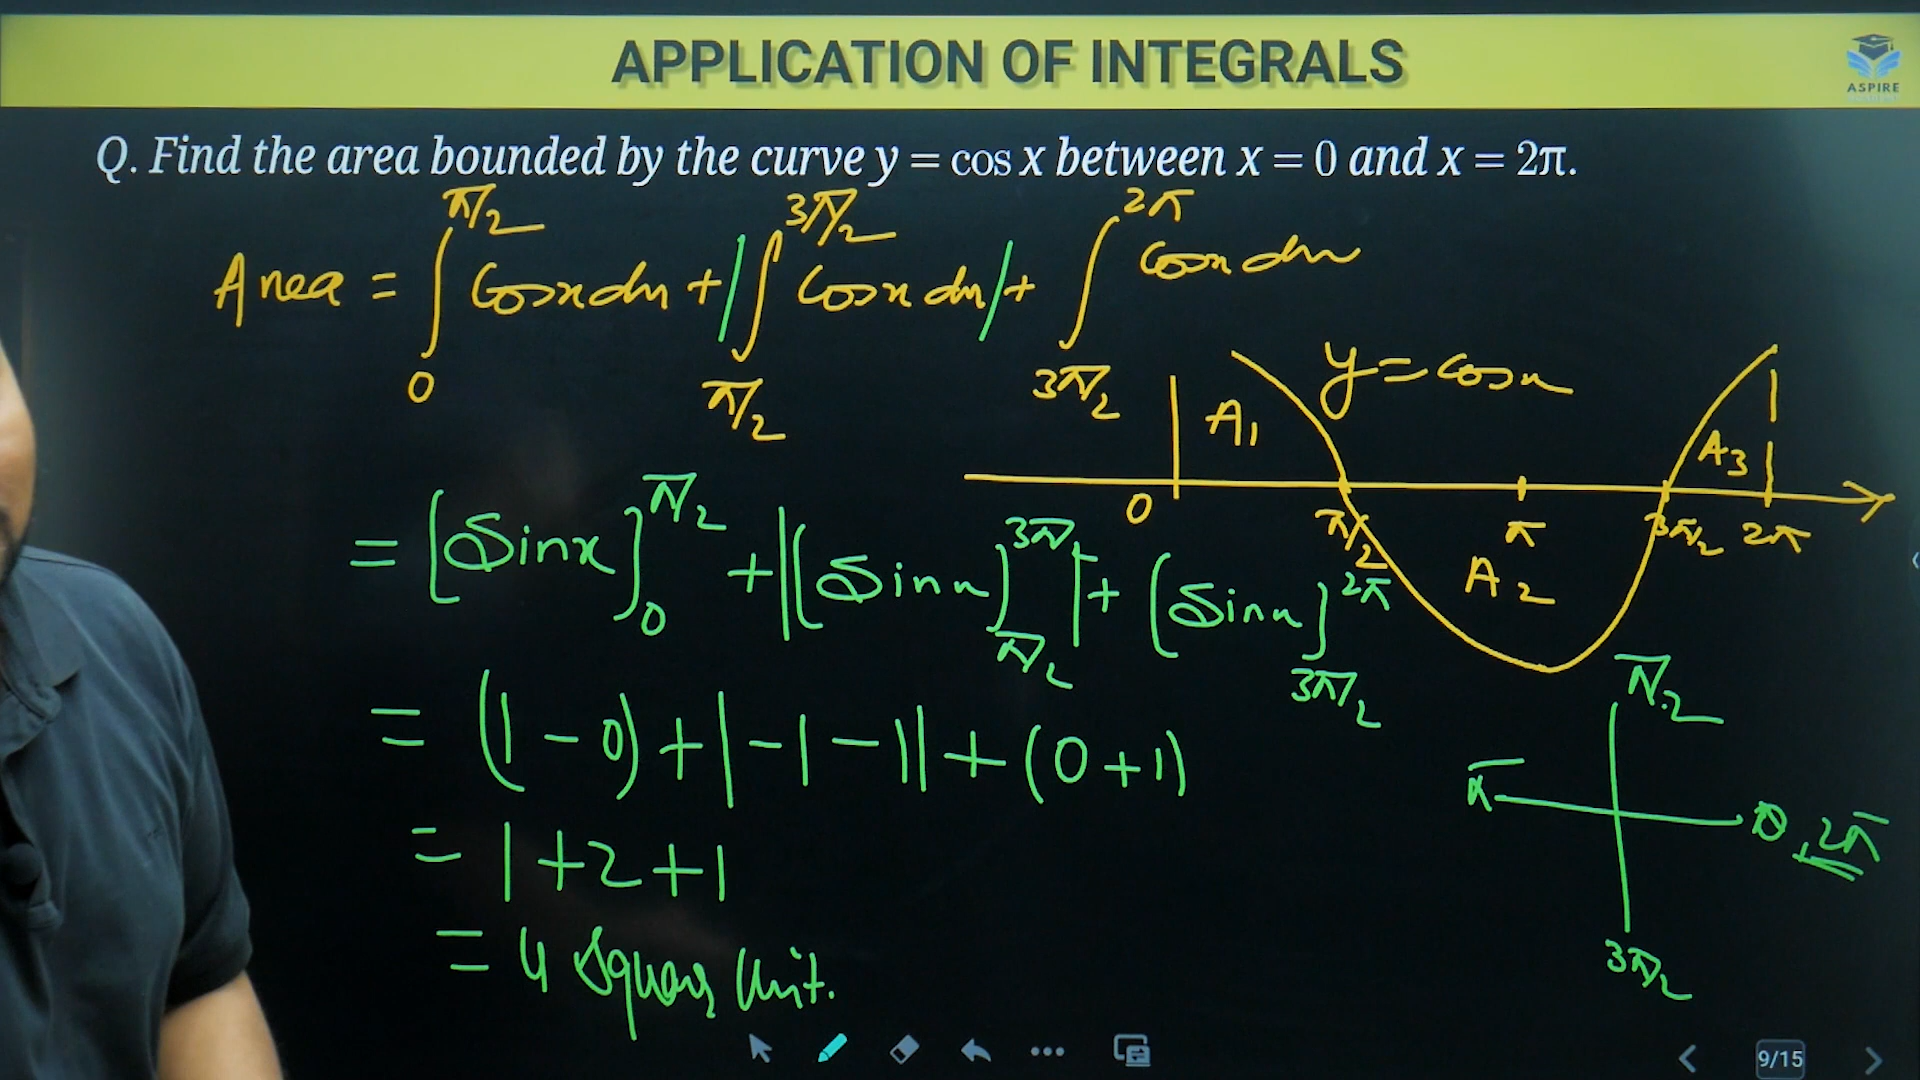 APPLICATION OF INTEGRALS
ASPIRE
Q. Find the area bounded by the curve y = cos x between x = 0 and x = 2π.
Area = ∫₀^{π/2} cosx dx + |∫_{π/2}^{3π/2} cosx dx| + ∫_{3π/2}^{2π} cosx dx
y = cosx
A₁
A₃
0 π/2 π 3π/2 2π
A₂
= [Sinx]₀^{π/2} + |[Sinx]_{π/2}^{3π/2}| + [Sinx]_{3π/2}^{2π}
= (1 - 0) + |-1 - 1| + (0 + 1)
= 1 + 2 + 1
= 4 Square Unit.
π/2
π
0, 2π
3π/2
9/15